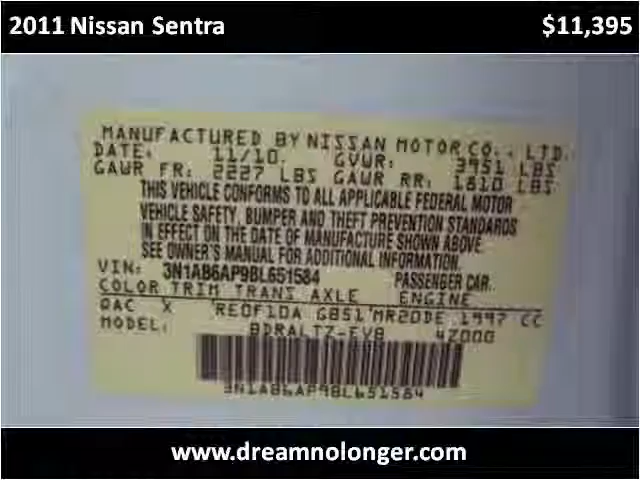 2011 Nissan Sentra $11,395
MANUFACTURED BY NISSAN MOTOR CO., LTD.
DATE: 11/10. GVWR: 3951 LBS
GAWR FR: 2227 LBS GAWR RR: 1810 LBS
THIS VEHICLE CONFORMS TO ALL APPLICABLE FEDERAL MOTOR
VEHICLE SAFETY, BUMPER AND THEFT PREVENTION STANDARDS
IN EFFECT ON THE DATE OF MANUFACTURE SHOWN ABOVE.
SEE OWNER'S MANUAL FOR ADDITIONAL INFORMATION.
VIN: 3N1AB6AP9BL651584 PASSENGER CAR.
COLOR TRIM TRANS AXLE ENGINE
QAC X RE0F10A GB51 MR20DE 1997 CC
MODEL: BDRALTZ-EVB 4Z000
3N1AB6AP9BL651584
www.dreamnolonger.com